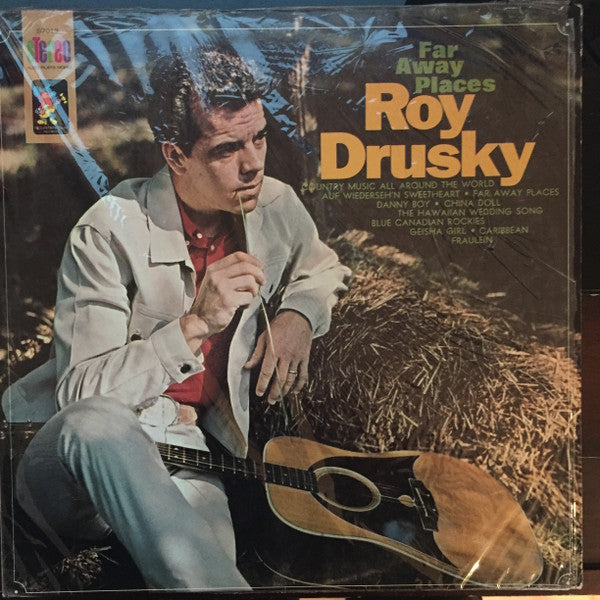 Stereo
Far
Away
Places
Roy
Drusky
COUNTRY MUSIC ALL AROUND THE WORLD
AUF WIEDERSEH'N SWEETHEART • FAR AWAY PLACES
DANNY BOY • CHINA DOLL
THE HAWAIIAN WEDDING SONG
BLUE CANADIAN ROCKIES
GEISHA GIRL • CARIBBEAN
FRAULEIN